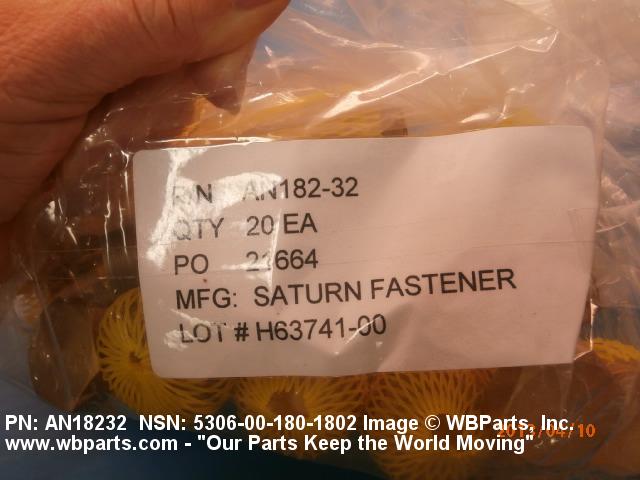 P/N AN182-32
QTY 20 EA
PO 21664
MFG: SATURN FASTENER
LOT # H63741-00
PN: AN18232 NSN: 5306-00-180-1802 Image © WBParts, Inc.
www.wbparts.com - "Our Parts Keep the World Moving"